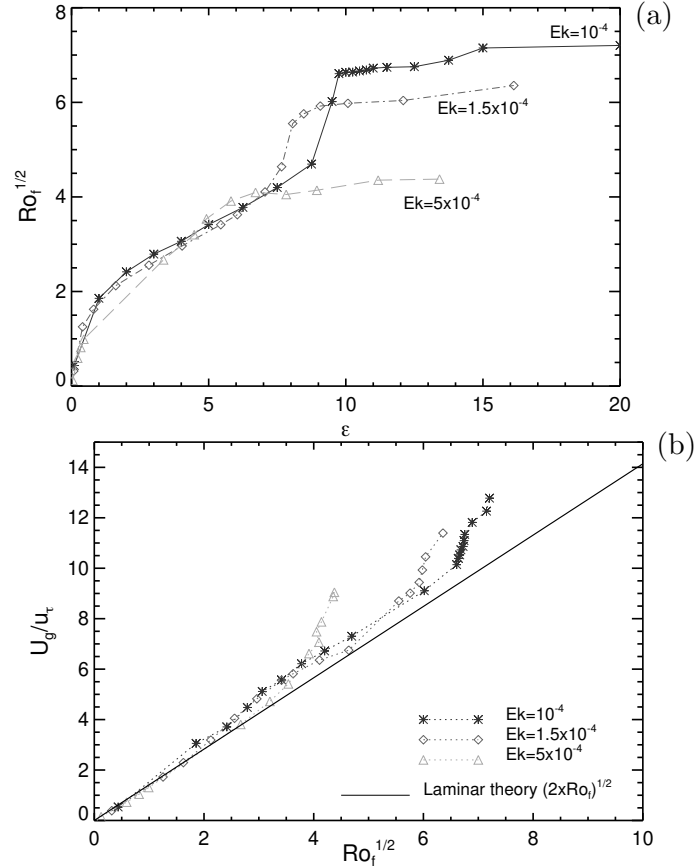 (a)
8
6
4
2
0
Ro_f^{1/2}
Ek=10^{-4}
Ek=1.5x10^{-4}
Ek=5x10^{-4}
0 5 10 15 20
ε
(b)
14
12
10
8
6
4
2
0
U_g/u_τ
Ek=10^{-4}
Ek=1.5x10^{-4}
Ek=5x10^{-4}
Laminar theory (2xRo_f)^{1/2}
0 2 4 6 8 10
Ro_f^{1/2}